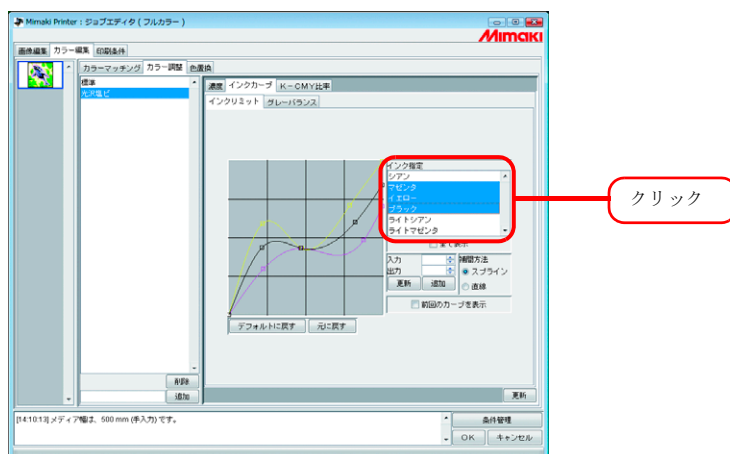 Mimaki Printer : ジョブエディタ ( フルカラー )
Mimaki
画像編集 カラー編集 印刷条件
カラーマッチング カラー調整 色置換
標準
光沢塩ビ
濃度 インクカーブ K-CMY比率
インクリミット グレーバランス
インク指定
シアン
マゼンタ
イエロー
ブラック
ライトシアン
ライトマゼンタ
クリック
全て表示
入力
出力
更新 追加
補間方法
スプライン
直線
前回のカーブを表示
デフォルトに戻す 元に戻す
削除
追加
更新
[14:10:13] メディア幅は、500 mm (手入力) です。
条件管理
OK キャンセル